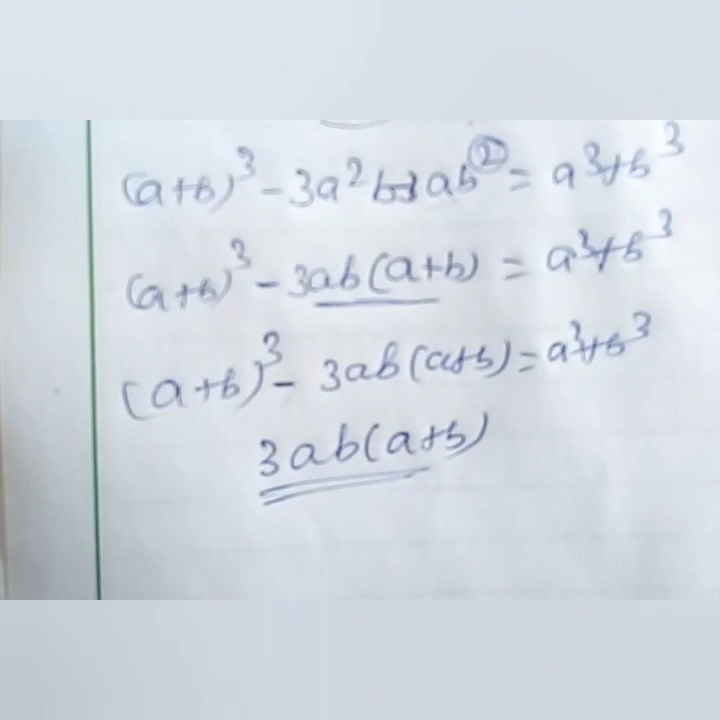 (a+b)³ - 3a²b - 3ab² = a³+b³
(a+b)³ - 3ab(a+b) = a³+b³
(a+b)³ - 3ab(a+b) = a³+b³
3ab(a+b)